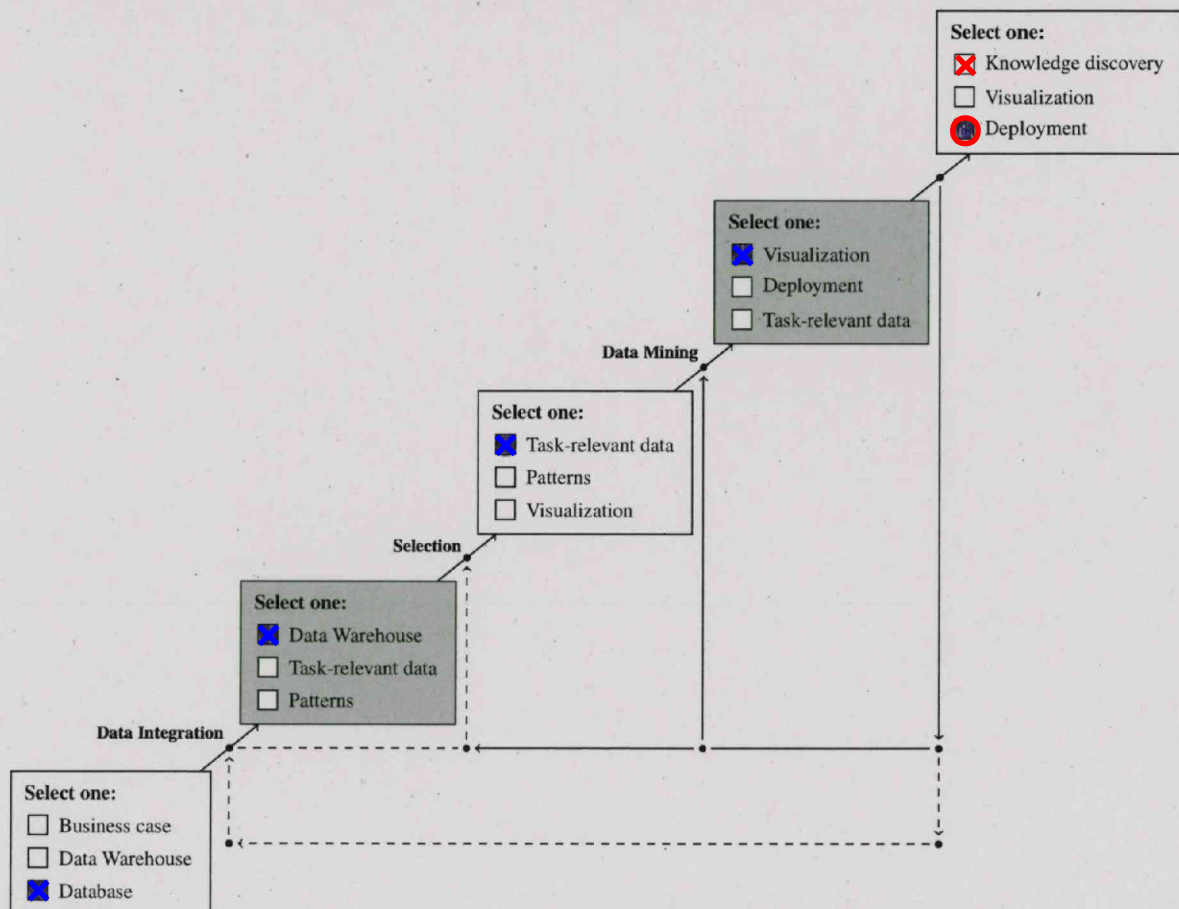 Select one:
Knowledge discovery
Visualization
Deployment
Select one:
Visualization
Deployment
Task-relevant data
Data Mining
Select one:
Task-relevant data
Patterns
Visualization
Selection
Select one:
Data Warehouse
Task-relevant data
Patterns
Data Integration
Select one:
Business case
Data Warehouse
Database